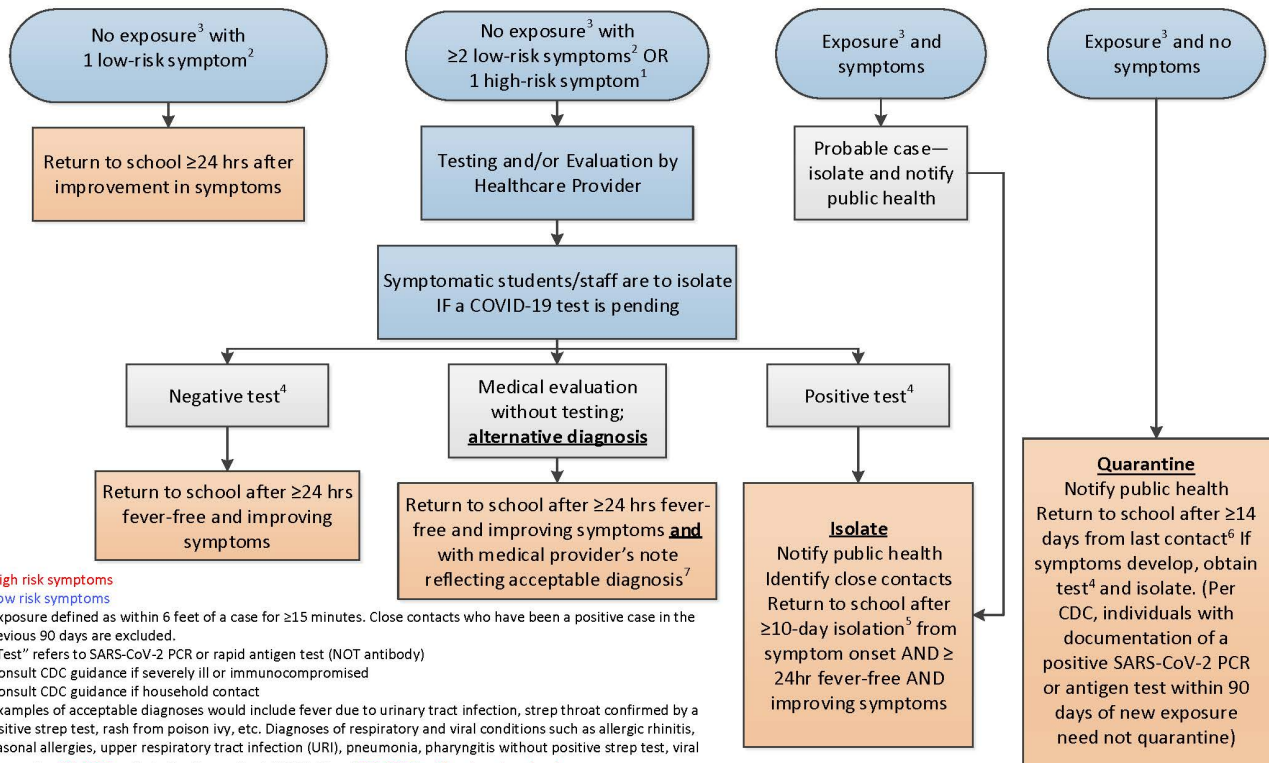 No exposure³ with
1 low-risk symptom²
No exposure³ with
≥2 low-risk symptoms² OR
1 high-risk symptom¹
Exposure³ and
symptoms
Exposure³ and no
symptoms
Return to school ≥24 hrs after
improvement in symptoms
Testing and/or Evaluation by
Healthcare Provider
Probable case—
isolate and notify
public health
Symptomatic students/staff are to isolate
IF a COVID-19 test is pending
Negative test⁴
Medical evaluation
without testing;
alternative diagnosis
Positive test⁴
Return to school after ≥24 hrs
fever-free and improving
symptoms
Return to school after ≥24 hrs fever-
free and improving symptoms and
with medical provider's note
reflecting acceptable diagnosis⁷
Isolate
Notify public health
Identify close contacts
Return to school after
≥10-day isolation⁵ from
symptom onset AND ≥
24hr fever-free AND
improving symptoms
Quarantine
Notify public health
Return to school after ≥14
days from last contact⁶ If
symptoms develop, obtain
test⁴ and isolate. (Per
CDC, individuals with
documentation of a
positive SARS-CoV-2 PCR
or antigen test within 90
days of new exposure
need not quarantine)
igh risk symptoms
ow risk symptoms
xposure defined as within 6 feet of a case for ≥15 minutes. Close contacts who have been a positive case in the
evious 90 days are excluded.
Test" refers to SARS-CoV-2 PCR or rapid antigen test (NOT antibody)
onsult CDC guidance if severely ill or immunocompromised
onsult CDC guidance if household contact
xamples of acceptable diagnoses would include fever due to urinary tract infection, strep throat confirmed by a
sitive strep test, rash from poison ivy, etc. Diagnoses of respiratory and viral conditions such as allergic rhinitis,
asonal allergies, upper respiratory tract infection (URI), pneumonia, pharyngitis without positive strep test, viral